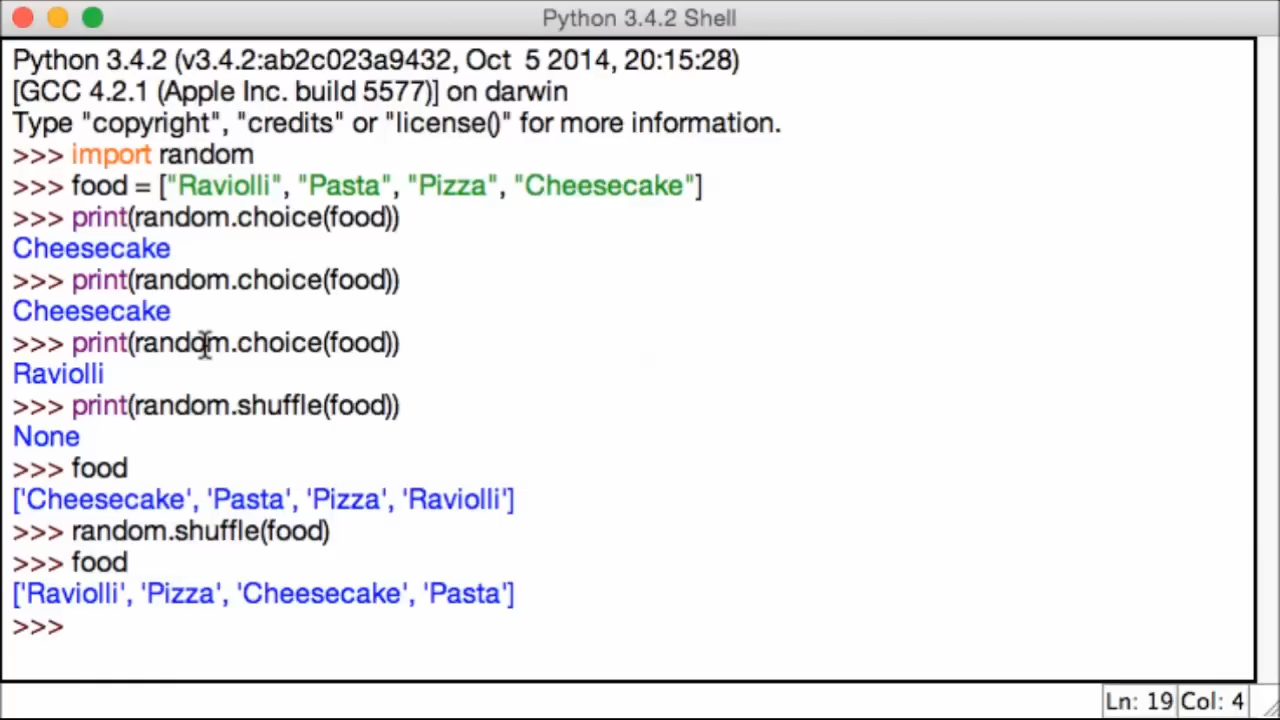 Python 3.4.2 Shell
Python 3.4.2 (v3.4.2:ab2c023a9432, Oct  5 2014, 20:15:28)
[GCC 4.2.1 (Apple Inc. build 5577)] on darwin
Type "copyright", "credits" or "license()" for more information.
>>> import random
>>> food = ["Raviolli", "Pasta", "Pizza", "Cheesecake"]
>>> print(random.choice(food))
Cheesecake
>>> print(random.choice(food))
Cheesecake
>>> print(random.choice(food))
Raviolli
>>> print(random.shuffle(food))
None
>>> food
['Cheesecake', 'Pasta', 'Pizza', 'Raviolli']
>>> random.shuffle(food)
>>> food
['Raviolli', 'Pizza', 'Cheesecake', 'Pasta']
>>>
Ln: 19 Col: 4